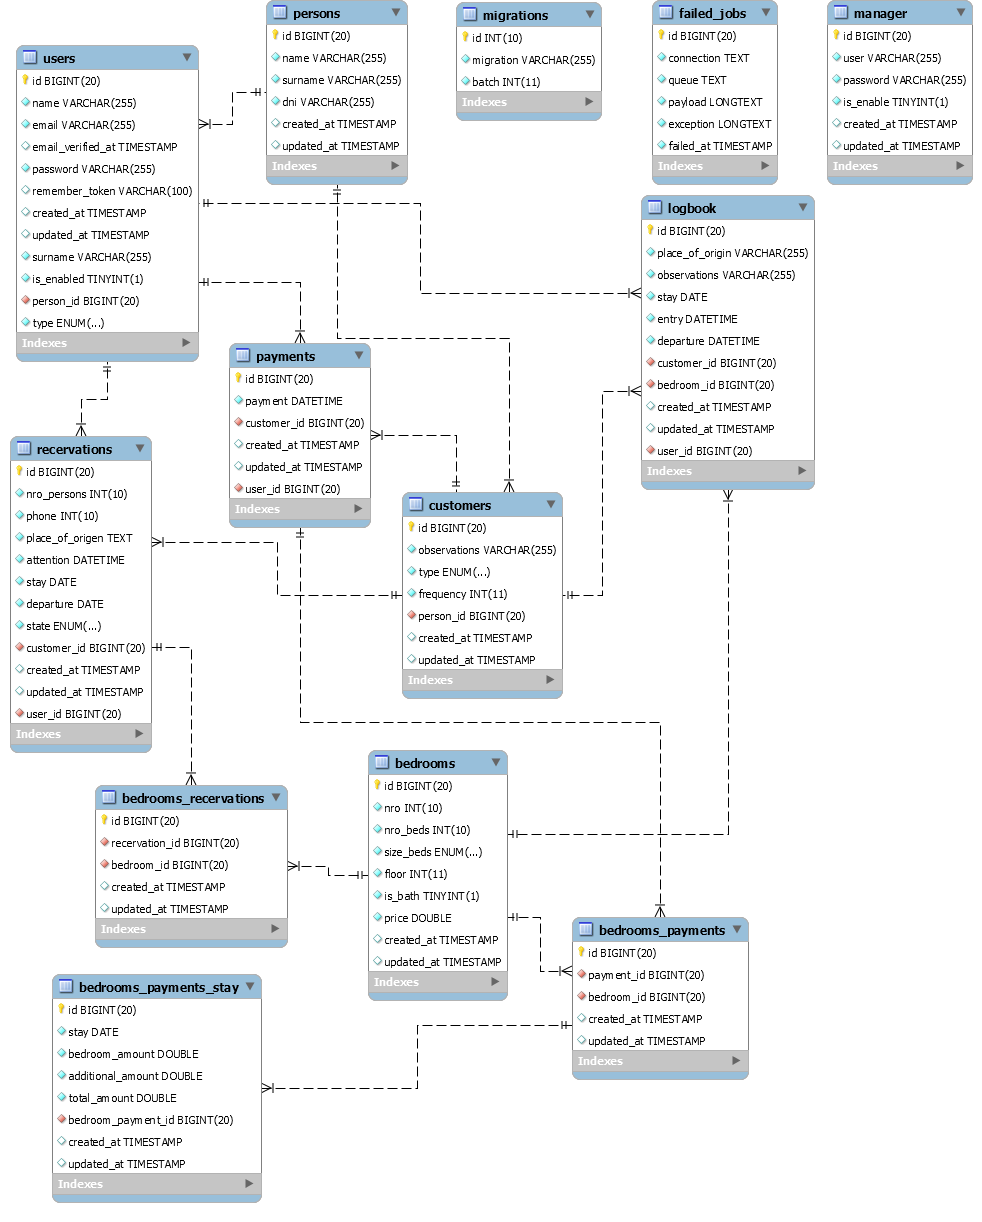 persons
id BIGINT(20)
name VARCHAR(255)
surname VARCHAR(255)
dni VARCHAR(255)
created_at TIMESTAMP
updated_at TIMESTAMP
Indexes
migrations
id INT(10)
migration VARCHAR(255)
batch INT(11)
Indexes
failed_jobs
id BIGINT(20)
connection TEXT
queue TEXT
payload LONGTEXT
exception LONGTEXT
failed_at TIMESTAMP
Indexes
manager
id BIGINT(20)
user VARCHAR(255)
password VARCHAR(255)
is_enable TINYINT(1)
created_at TIMESTAMP
updated_at TIMESTAMP
Indexes
users
id BIGINT(20)
name VARCHAR(255)
email VARCHAR(255)
email_verified_at TIMESTAMP
password VARCHAR(255)
remember_token VARCHAR(100)
created_at TIMESTAMP
updated_at TIMESTAMP
surname VARCHAR(255)
is_enabled TINYINT(1)
person_id BIGINT(20)
type ENUM(...)
Indexes
logbook
id BIGINT(20)
place_of_origin VARCHAR(255)
observations VARCHAR(255)
stay DATE
entry DATETIME
departure DATETIME
customer_id BIGINT(20)
bedroom_id BIGINT(20)
created_at TIMESTAMP
updated_at TIMESTAMP
user_id BIGINT(20)
Indexes
payments
id BIGINT(20)
payment DATETIME
customer_id BIGINT(20)
created_at TIMESTAMP
updated_at TIMESTAMP
user_id BIGINT(20)
Indexes
recervations
id BIGINT(20)
nro_persons INT(10)
phone INT(10)
place_of_origen TEXT
attention DATETIME
stay DATE
departure DATE
state ENUM(...)
customer_id BIGINT(20)
created_at TIMESTAMP
updated_at TIMESTAMP
user_id BIGINT(20)
Indexes
customers
id BIGINT(20)
observations VARCHAR(255)
type ENUM(...)
frequency INT(11)
person_id BIGINT(20)
created_at TIMESTAMP
updated_at TIMESTAMP
Indexes
bedrooms_recervations
id BIGINT(20)
recervation_id BIGINT(20)
bedroom_id BIGINT(20)
created_at TIMESTAMP
updated_at TIMESTAMP
Indexes
bedrooms
id BIGINT(20)
nro INT(10)
nro_beds INT(10)
size_beds ENUM(...)
floor INT(11)
is_bath TINYINT(1)
price DOUBLE
created_at TIMESTAMP
updated_at TIMESTAMP
Indexes
bedrooms_payments
id BIGINT(20)
payment_id BIGINT(20)
bedroom_id BIGINT(20)
created_at TIMESTAMP
updated_at TIMESTAMP
Indexes
bedrooms_payments_stay
id BIGINT(20)
stay DATE
bedroom_amount DOUBLE
additional_amount DOUBLE
total_amount DOUBLE
bedroom_payment_id BIGINT(20)
created_at TIMESTAMP
updated_at TIMESTAMP
Indexes